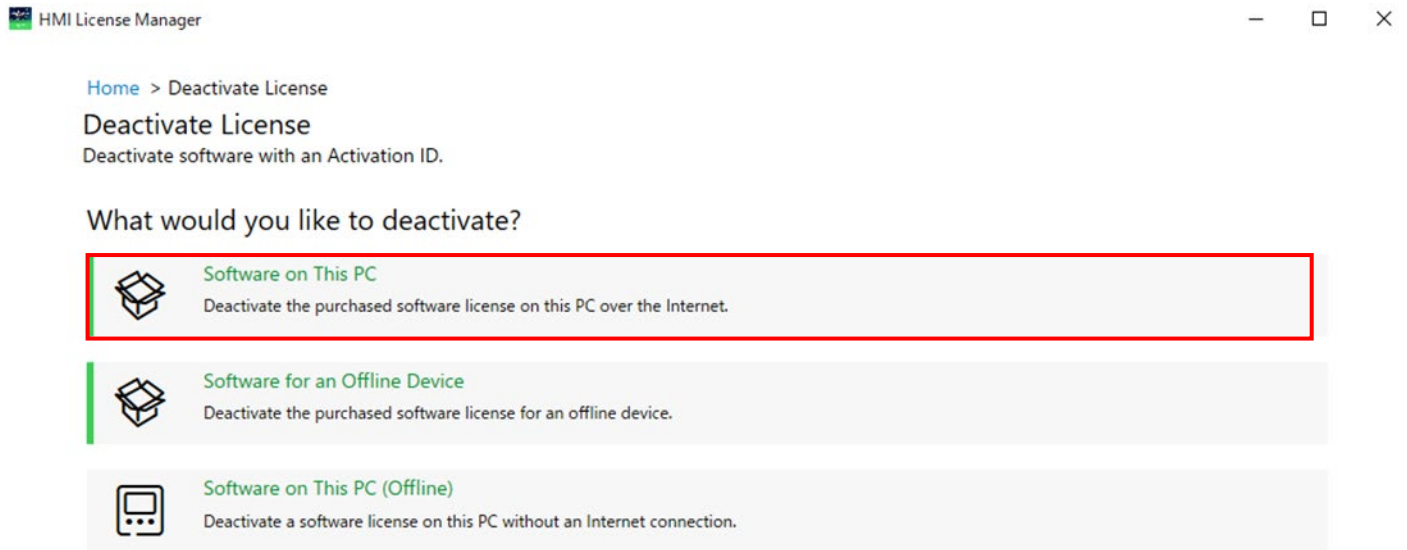 HMI License Manager
Home > Deactivate License
Deactivate License
Deactivate software with an Activation ID.
What would you like to deactivate?
Software on This PC
Deactivate the purchased software license on this PC over the Internet.
Software for an Offline Device
Deactivate the purchased software license for an offline device.
Software on This PC (Offline)
Deactivate a software license on this PC without an Internet connection.